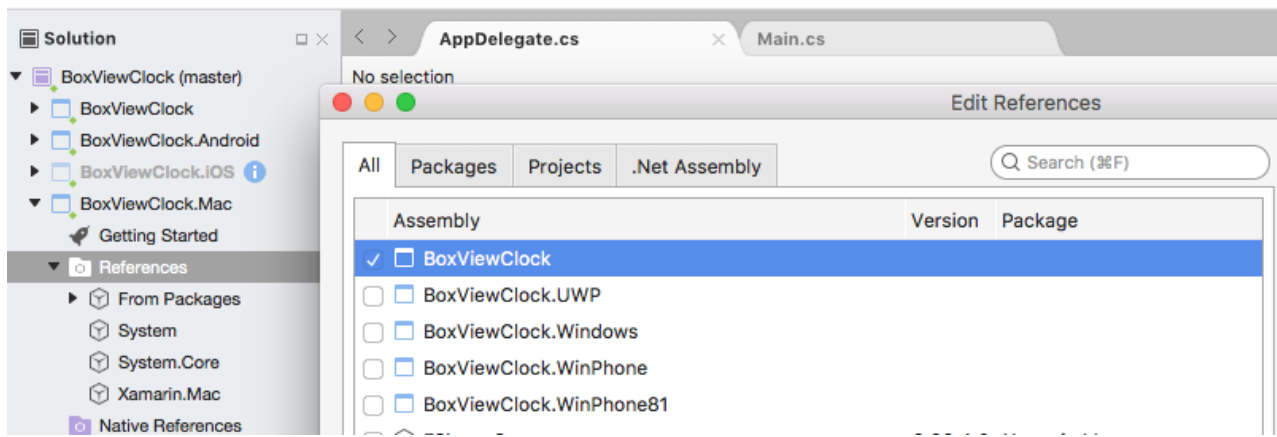 Solution
AppDelegate.cs
Main.cs
No selection
BoxViewClock (master)
BoxViewClock
BoxViewClock.Android
BoxViewClock.iOS
BoxViewClock.Mac
Getting Started
References
From Packages
System
System.Core
Xamarin.Mac
Native References
Edit References
All
Packages
Projects
.Net Assembly
Search (⌘F)
Assembly Version Package
BoxViewClock
BoxViewClock.UWP
BoxViewClock.Windows
BoxViewClock.WinPhone
BoxViewClock.WinPhone81